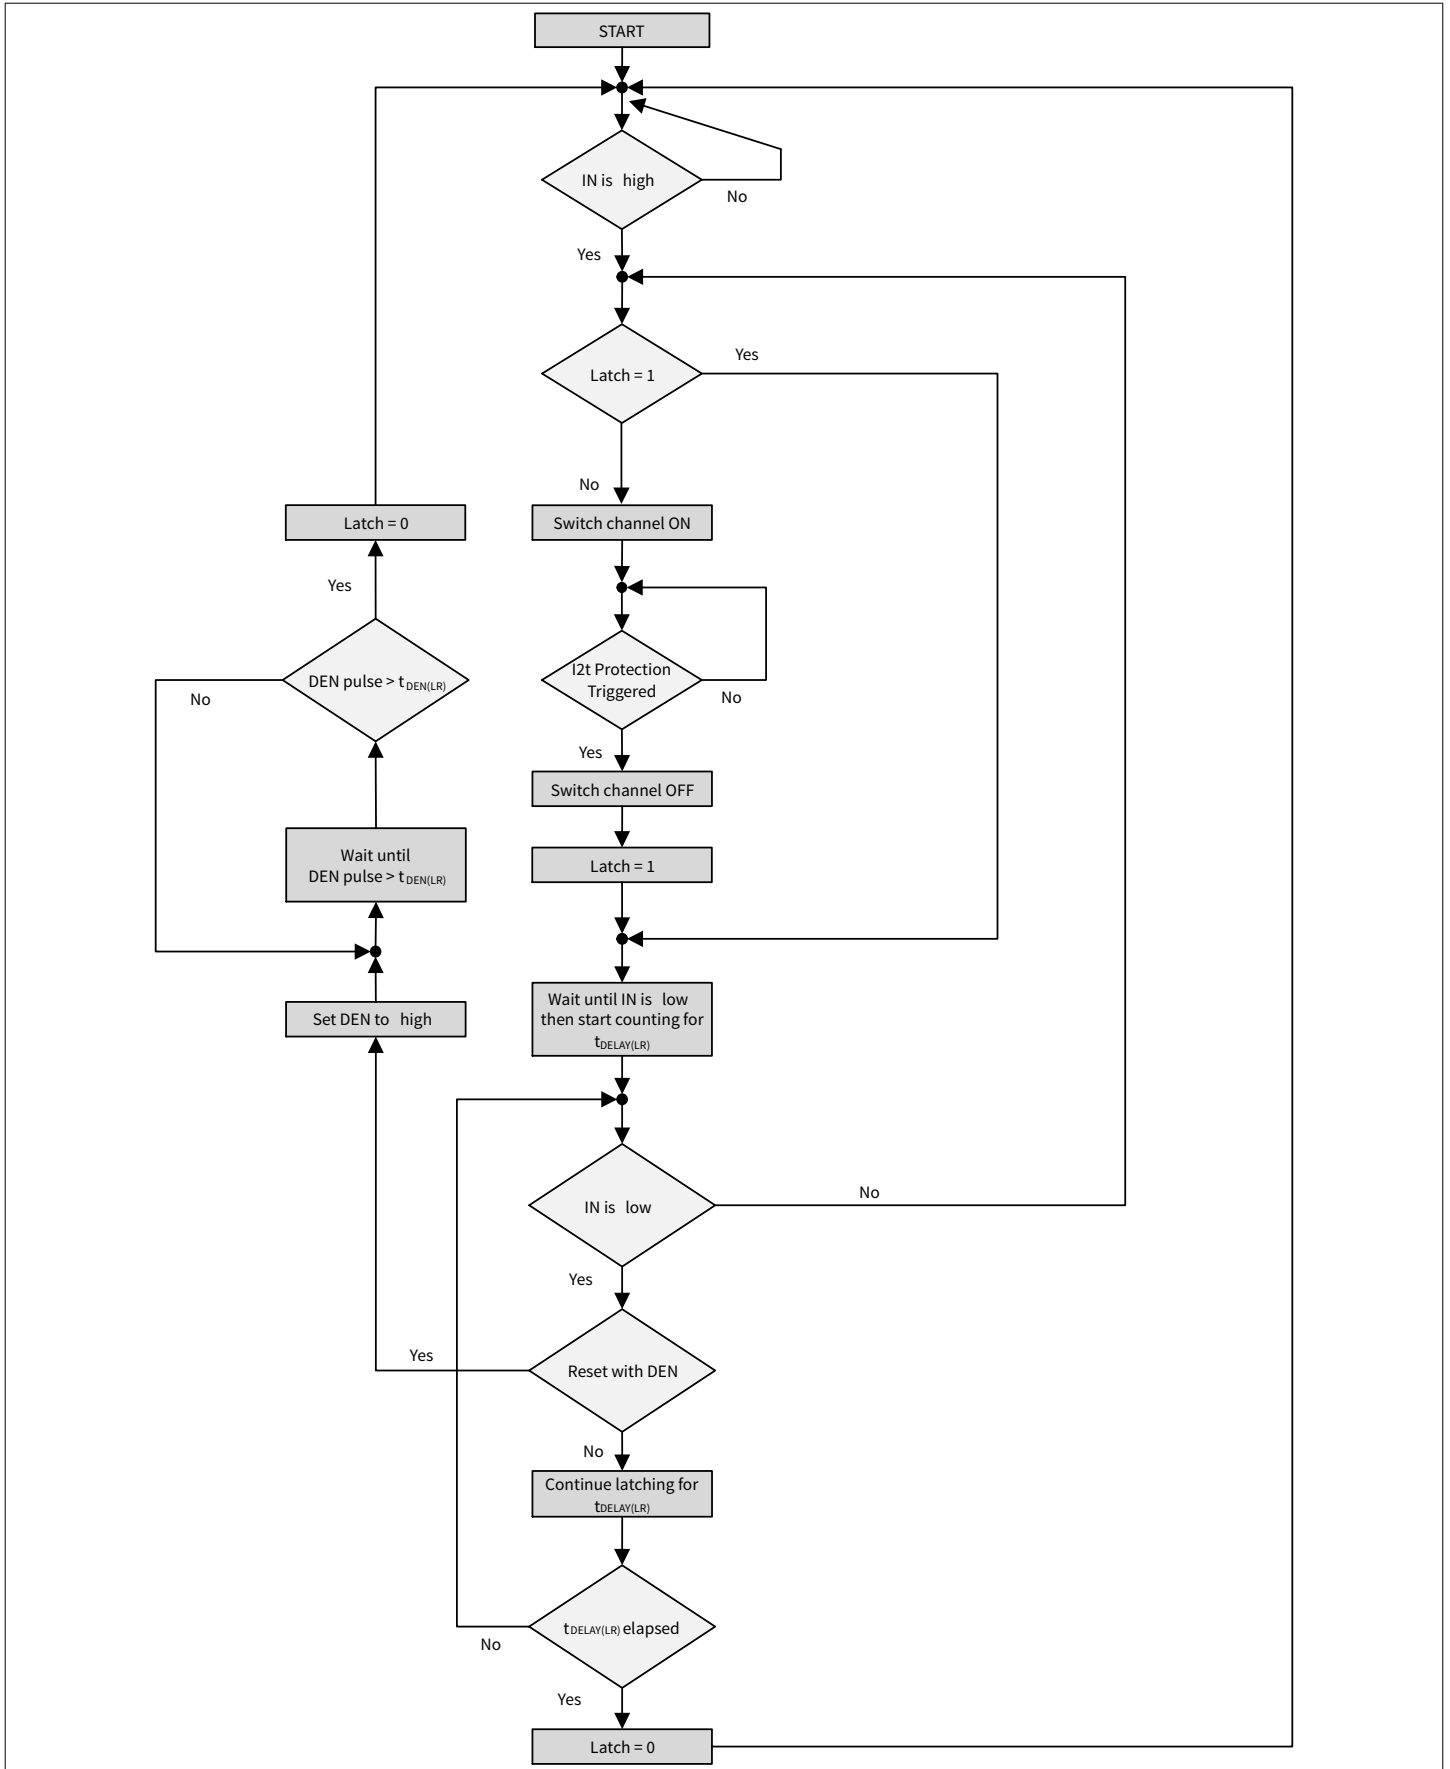 START
IN is high
No
Yes
Latch = 1
Yes
No
Switch channel ON
Latch = 0
Yes
I2t Protection
Triggered
No
DEN pulse > tDEN(LR)
No
Yes
Switch channel OFF
Wait until
DEN pulse > tDEN(LR)
Latch = 1
Wait until IN is low
then start counting for
tDELAY(LR)
Set DEN to high
IN is low
No
Yes
Reset with DEN
Yes
No
Continue latching for
tDELAY(LR)
tDELAY(LR) elapsed
No
Yes
Latch = 0